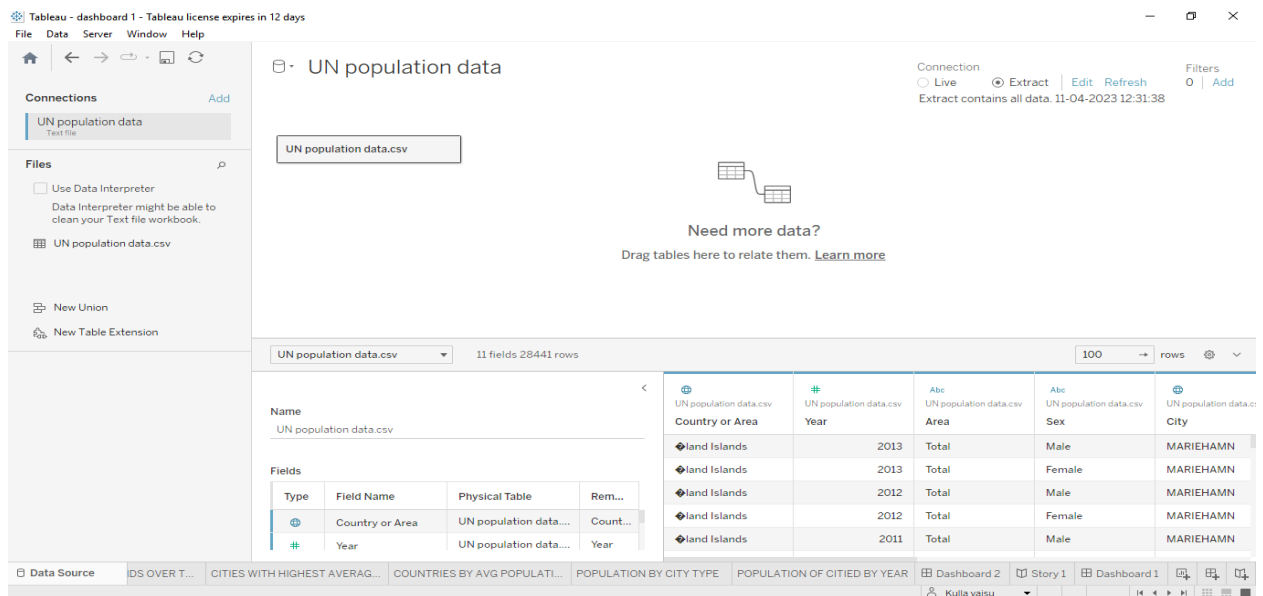 Tableau - dashboard 1 - Tableau license expires in 12 days
File Data Server Window Help
Connections Add
UN population data
Text file
Files
Use Data Interpreter
Data Interpreter might be able to
clean your Text file workbook.
UN population data.csv
New Union
New Table Extension
UN population data
Connection
Live Extract Edit Refresh
Extract contains all data. 11-04-2023 12:31:38
Filters
0 Add
UN population data.csv
Need more data?
Drag tables here to relate them. Learn more
UN population data.csv 11 fields 28441 rows 100 → rows
Name
UN population data.csv
Fields
Type Field Name Physical Table Rem...
Country or Area UN population data.... Count...
# Year UN population data.... Year
# Abc Abc
UN population data.csv UN population data.csv UN population data.csv UN population data.csv UN population data.c
Country or Area Year Area Sex City
�land Islands 2013 Total Male MARIEHAMN
�land Islands 2013 Total Female MARIEHAMN
�land Islands 2012 Total Male MARIEHAMN
�land Islands 2012 Total Female MARIEHAMN
�land Islands 2011 Total Male MARIEHAMN
Data Source IDS OVER T... CITIES WITH HIGHEST AVERAG... COUNTRIES BY AVG POPULATI... POPULATION BY CITY TYPE POPULATION OF CITIED BY YEAR Dashboard 2 Story 1 Dashboard 1
Kulla vaisu